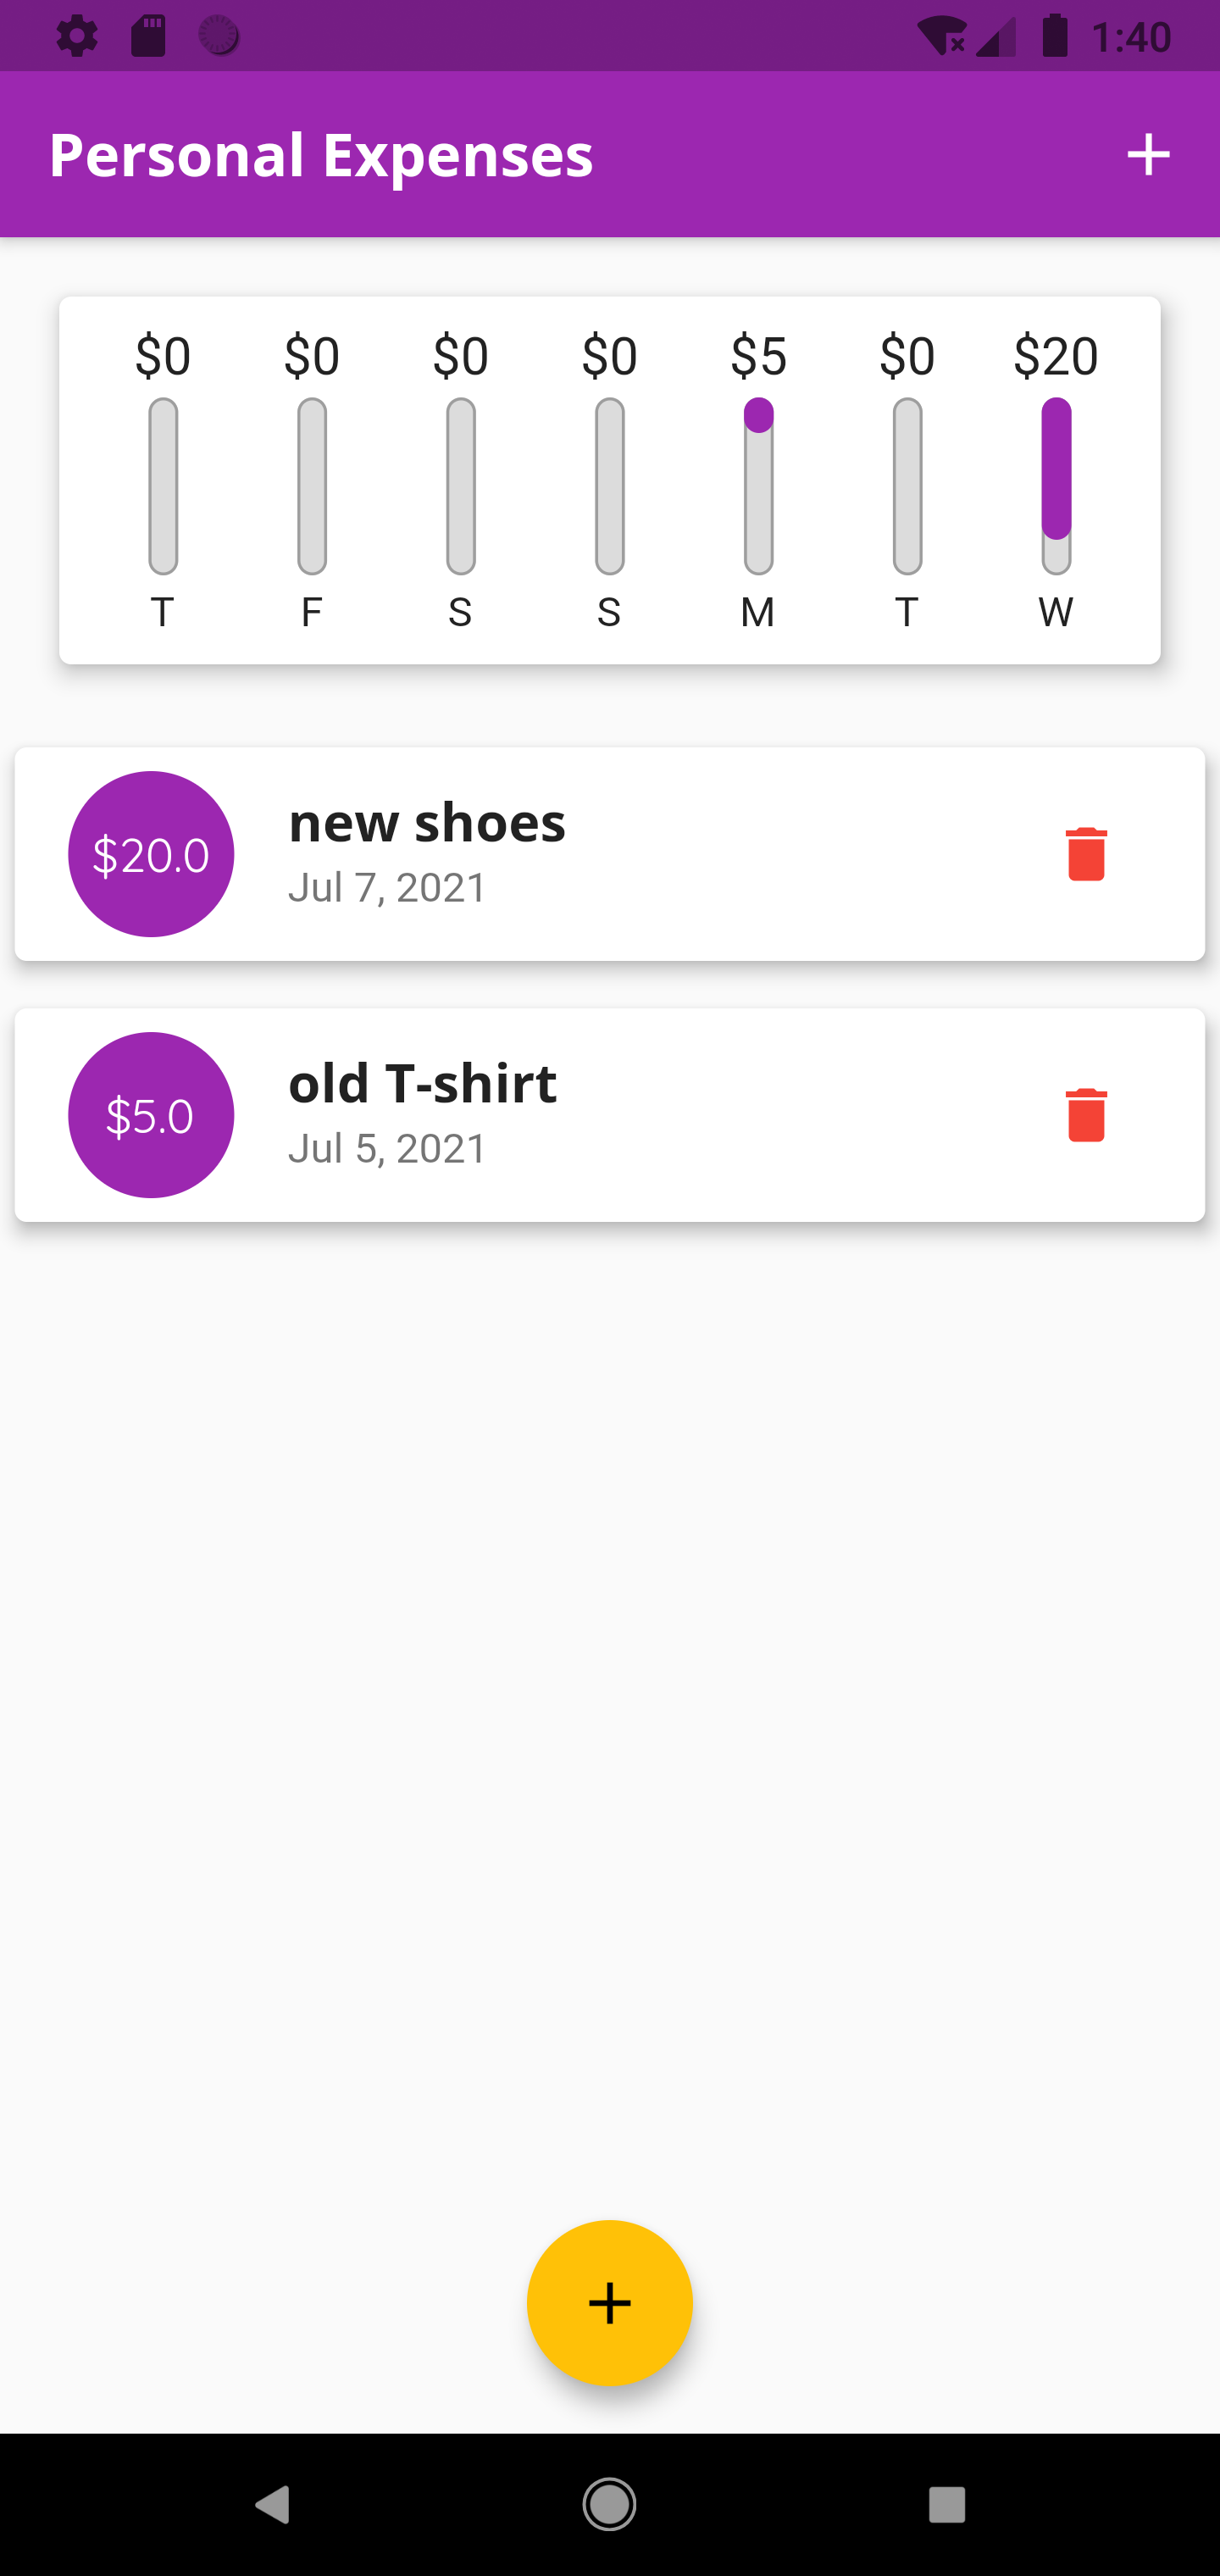 1:40
Personal Expenses
$0 $0 $0 $0 $5 $0 $20
T F S S M T W
$20.0
new shoes
Jul 7, 2021
$5.0
old T-shirt
Jul 5, 2021